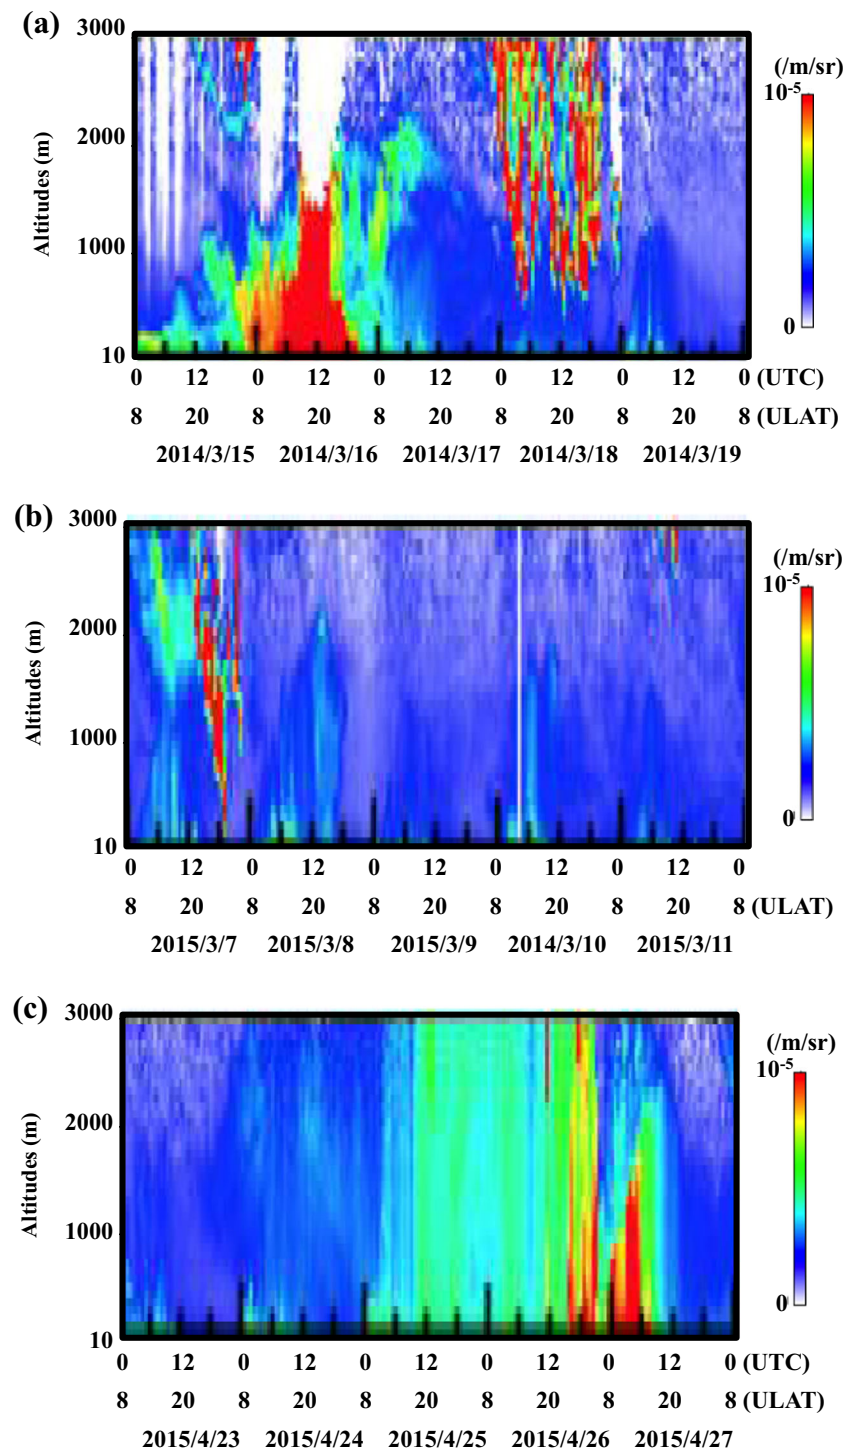 (a)
3000
2000
1000
10
Altitudes (m)
(/m/sr)
10-5
0
0 12 0 12 0 12 0 12 0 12 0 (UTC)
8 20 8 20 8 20 8 20 8 20 8 (ULAT)
2014/3/15 2014/3/16 2014/3/17 2014/3/18 2014/3/19
(b)
3000
2000
1000
10
Altitudes (m)
(/m/sr)
10-5
0
0 12 0 12 0 12 0 12 0 12 0
8 20 8 20 8 20 8 20 8 20 8 (ULAT)
2015/3/7 2015/3/8 2015/3/9 2014/3/10 2015/3/11
(c)
3000
2000
1000
10
Altitudes (m)
(/m/sr)
10-5
0
0 12 0 12 0 12 0 12 0 12 0 (UTC)
8 20 8 20 8 20 8 20 8 20 8 (ULAT)
2015/4/23 2015/4/24 2015/4/25 2015/4/26 2015/4/27